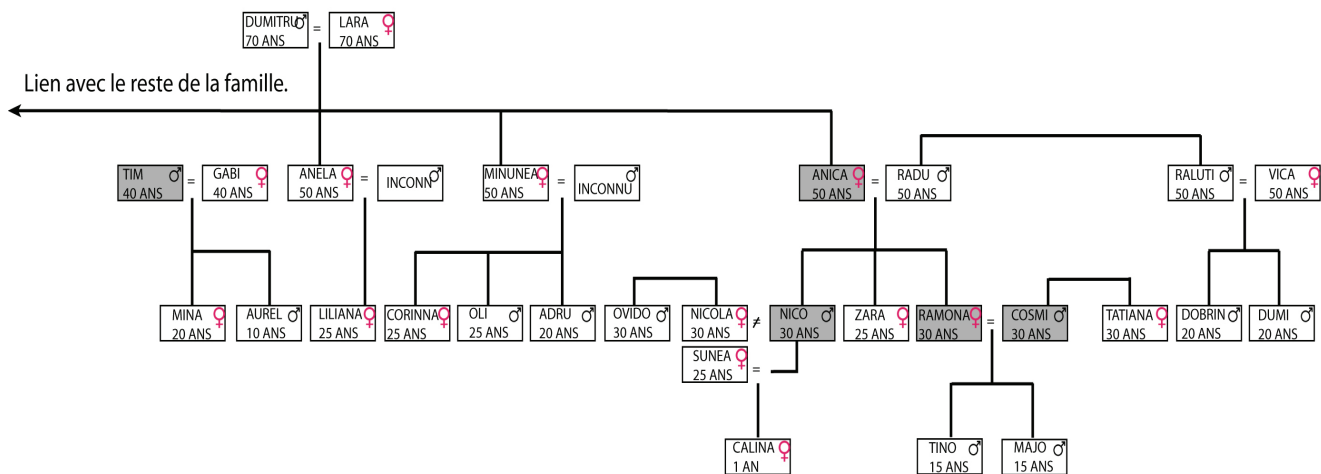 DUMITRU♂ = LARA♀
70 ANS 70 ANS
Lien avec le reste de la famille.
TIM ♂ = GABI ♀ ANELA♀ = INCONN♂ MINUNEA♀ = INCONNU♂ ANICA ♀ = RADU ♂ RALUTI♂ = VICA ♀
40 ANS 40 ANS 50 ANS 50 ANS 50 ANS 50 ANS 50 ANS 50 ANS
MINA ♀ AUREL♂ LILIANA♀ CORINNA♀ OLI ♂ ADRU ♂ OVIDO ♂ NICOLA♀ ≠ NICO ♂ ZARA ♀ RAMONA♀ = COSMI ♂ TATIANA♀ DOBRIN♂ DUMI ♂
20 ANS 10 ANS 25 ANS 25 ANS 25 ANS 20 ANS 30 ANS 30 ANS 30 ANS 25 ANS 30 ANS 30 ANS 30 ANS 20 ANS 20 ANS
SUNEA♀ =
25 ANS
CALINA♀ TINO ♂ MAJO ♂
1 AN 15 ANS 15 ANS